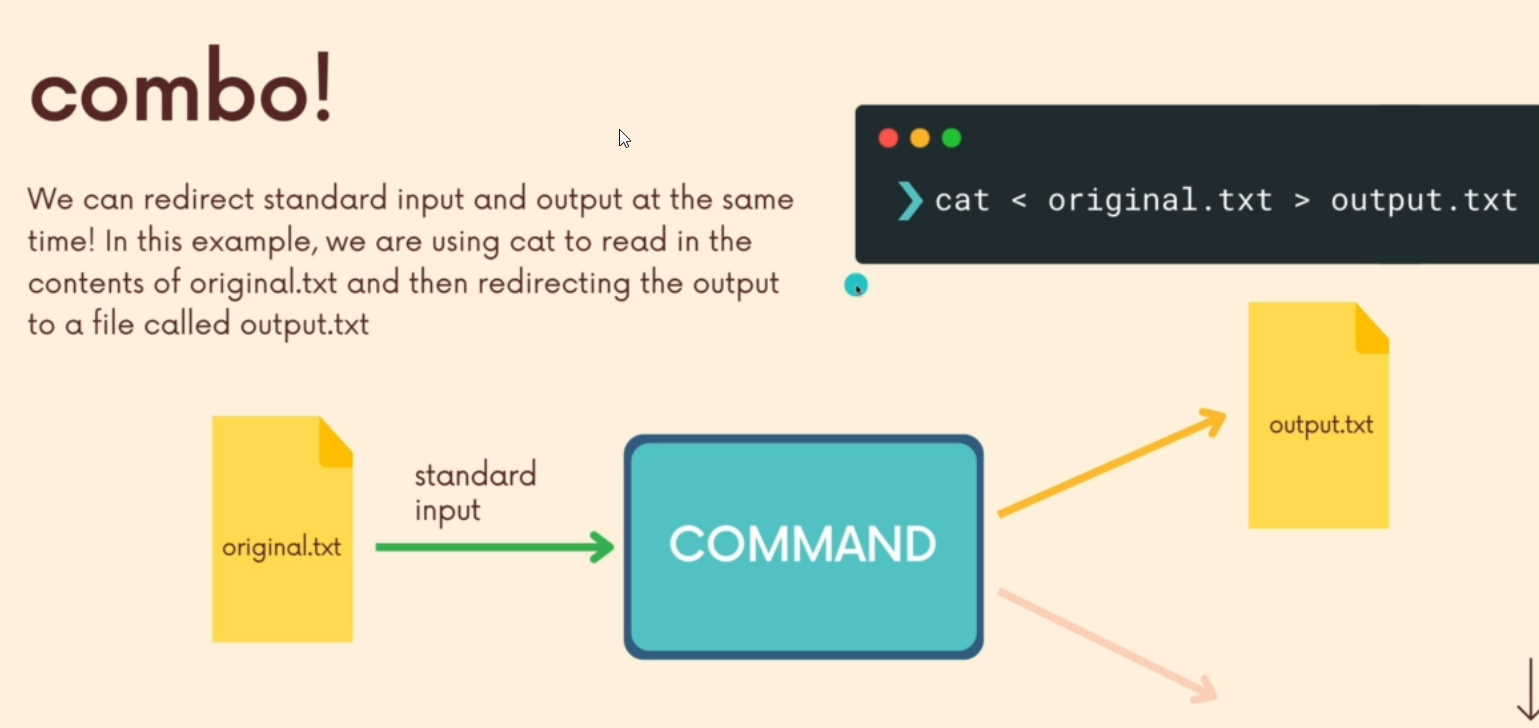 combo!
We can redirect standard input and output at the same
time! In this example, we are using cat to read in the
contents of original.txt and then redirecting the output
to a file called output.txt
❯ cat < original.txt > output.txt
original.txt
standard
input
COMMAND
output.txt